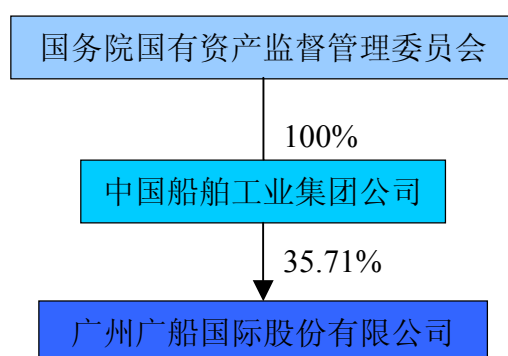 国务院国有资产监督管理委员会
100%
中国船舶工业集团公司
35.71%
广州广船国际股份有限公司